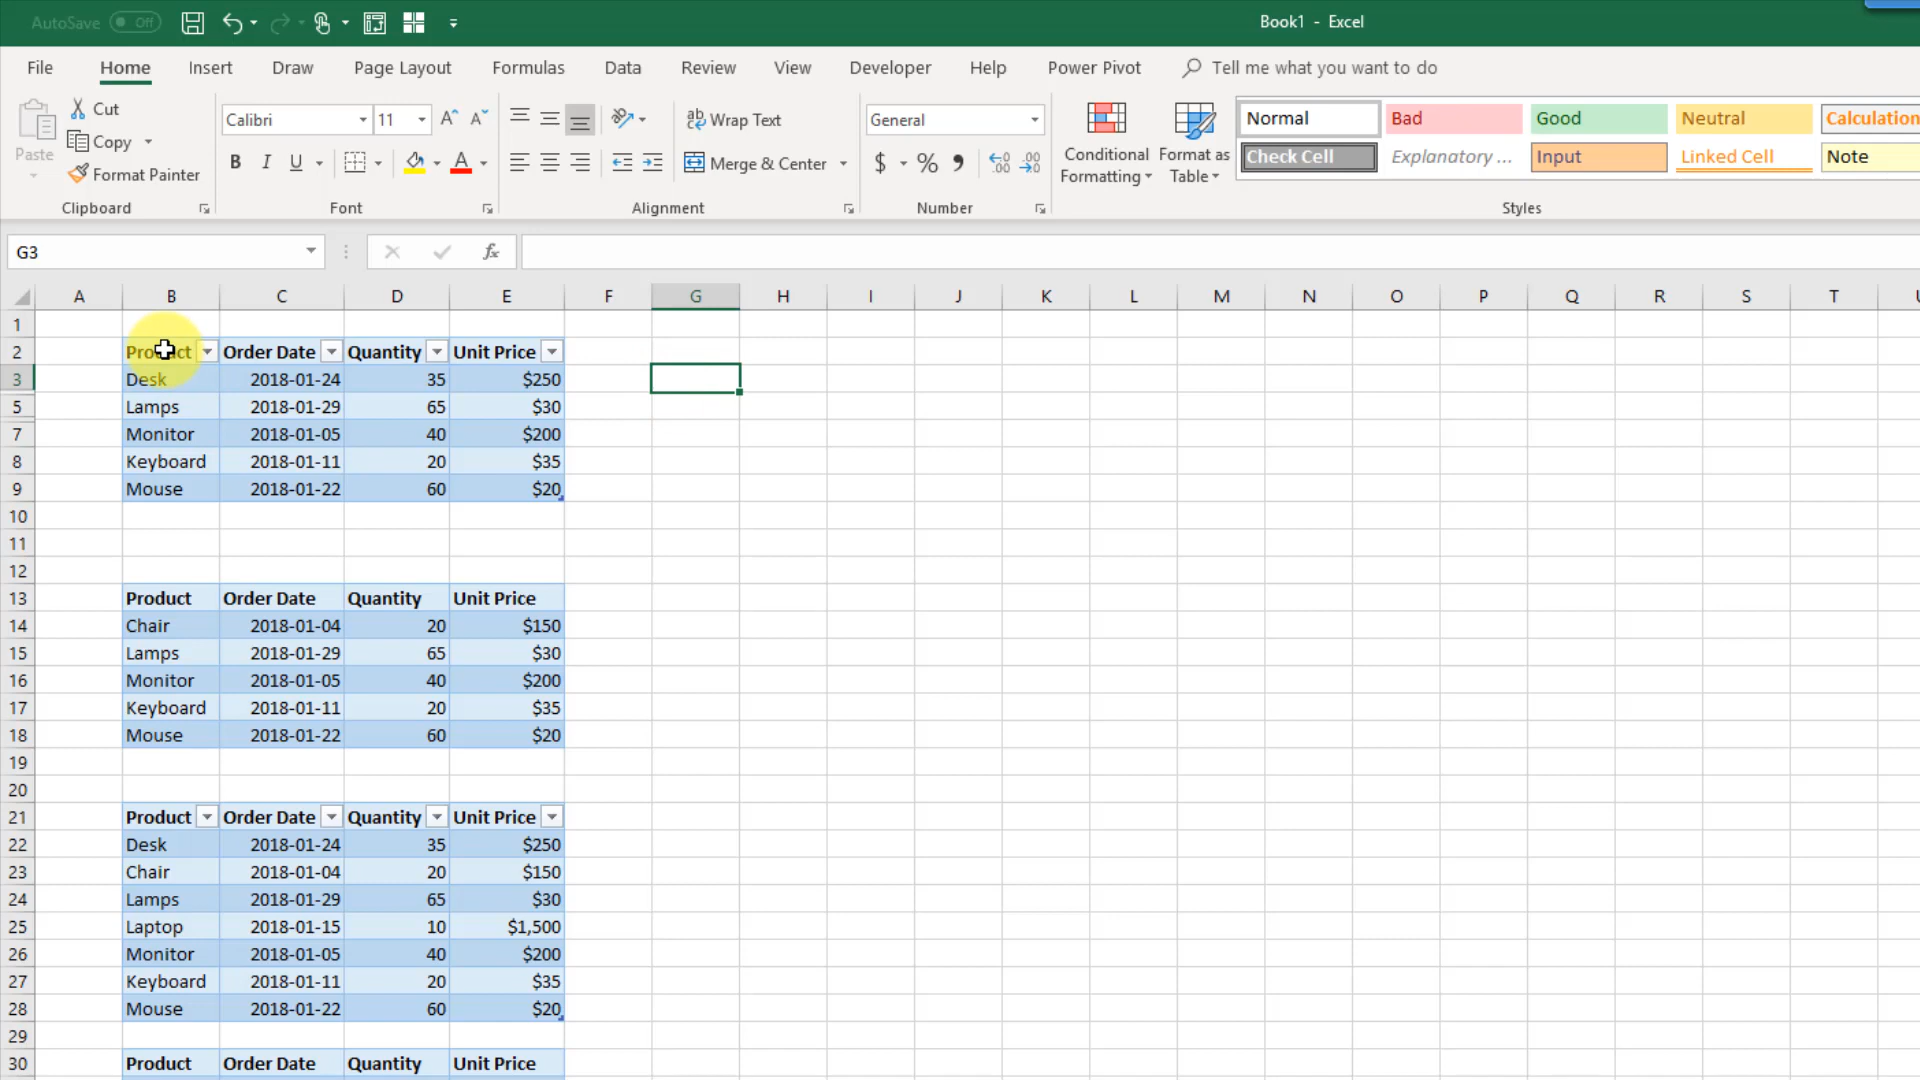 AutoSave Off
Book1 - Excel
File Home Insert Draw Page Layout Formulas Data Review View Developer Help Power Pivot Tell me what you want to do
Paste
Cut
Copy
Format Painter
Clipboard
Calibri 11
B I U
Font
Wrap Text
Merge & Center
Alignment
General
$ % 9
Number
Conditional Formatting
Format as Table
Normal Bad Good Neutral Calculation
Check Cell Explanatory ... Input Linked Cell Note
Styles
G3
fx
A B C D E F G H I J K L M N O P Q R S T
1
2 Product Order Date Quantity Unit Price
3 Desk 2018-01-24 35 $250
5 Lamps 2018-01-29 65 $30
7 Monitor 2018-01-05 40 $200
8 Keyboard 2018-01-11 20 $35
9 Mouse 2018-01-22 60 $20
10
11
12
13 Product Order Date Quantity Unit Price
14 Chair 2018-01-04 20 $150
15 Lamps 2018-01-29 65 $30
16 Monitor 2018-01-05 40 $200
17 Keyboard 2018-01-11 20 $35
18 Mouse 2018-01-22 60 $20
19
20
21 Product Order Date Quantity Unit Price
22 Desk 2018-01-24 35 $250
23 Chair 2018-01-04 20 $150
24 Lamps 2018-01-29 65 $30
25 Laptop 2018-01-15 10 $1,500
26 Monitor 2018-01-05 40 $200
27 Keyboard 2018-01-11 20 $35
28 Mouse 2018-01-22 60 $20
29
30 Product Order Date Quantity Unit Price